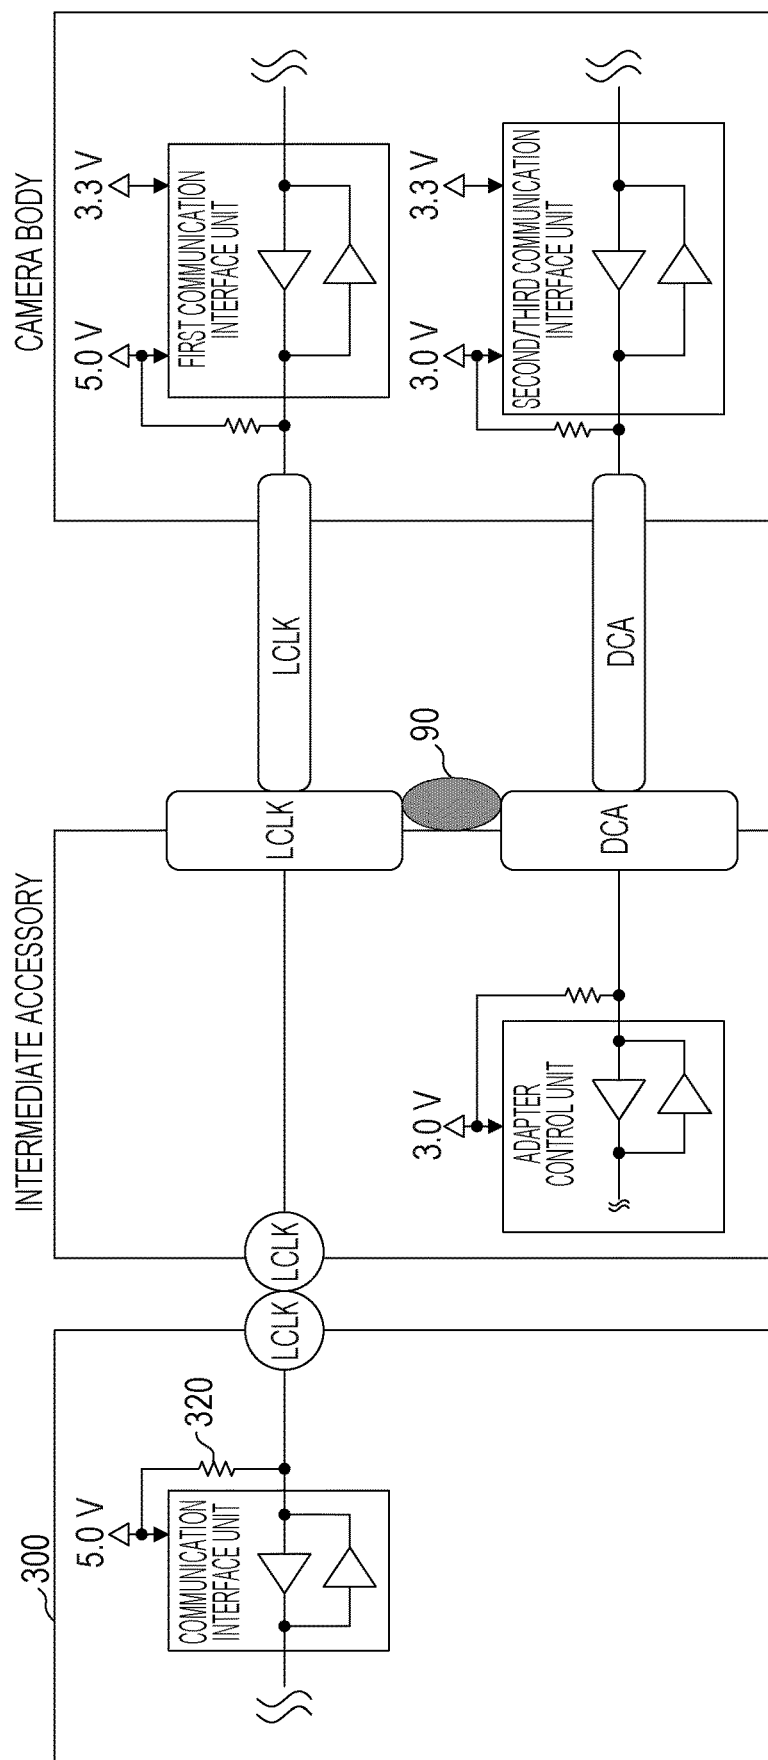 300
5.0 V
COMMUNICATION
INTERFACE UNIT
320
LCLK
INTERMEDIATE ACCESSORY
LCLK
LCLK
3.0 V
ADAPTER
CONTROL UNIT
90
DCA
CAMERA BODY
LCLK
5.0 V
3.3 V
FIRST COMMUNICATION
INTERFACE UNIT
DCA
3.0 V
3.3 V
SECOND/THIRD COMMUNICATION
INTERFACE UNIT